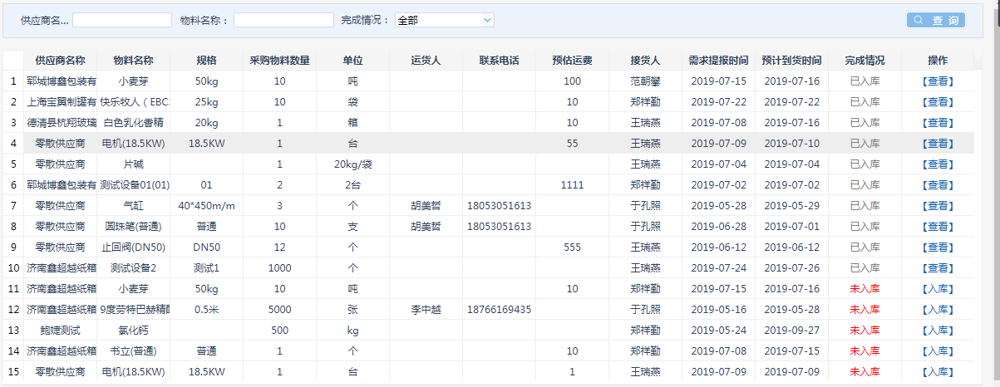 供应商名... 物料名称： 完成情况： 全部 查 询
供应商名称 物料名称 规格 采购物料数量 单位 运货人 联系电话 预估运费 接货人 需求提报时间 预计到货时间 完成情况 操作
1 郓城博鑫包装有 小麦芽 50kg 10 吨 100 范朝攀 2019-07-15 2019-07-16 已入库 【查看】
2 上海宝翼制罐有 快乐牧人（EBC: 25kg 10 袋 10 郑祥勤 2019-07-22 2019-07-22 已入库 【查看】
3 德清县杭翔玻璃 白色乳化香精 20kg 1 箱 10 王瑞燕 2019-07-08 2019-07-16 已入库 【查看】
4 零散供应商 电机(18.5KW) 18.5KW 1 台 55 王瑞燕 2019-07-09 2019-07-10 已入库 【查看】
5 零散供应商 片碱 1 20kg/袋 王瑞燕 2019-07-04 2019-07-04 已入库 【查看】
6 郓城博鑫包装有 测试设备01(01) 01 2 2台 1111 郑祥勤 2019-07-02 2019-07-02 已入库 【查看】
7 零散供应商 气缸 40*450m/m 3 个 胡美哲 18053051613 于孔照 2019-05-28 2019-05-29 已入库 【查看】
8 零散供应商 圆珠笔(普通) 普通 10 支 胡美哲 18053051613 于孔照 2019-06-28 2019-07-01 已入库 【查看】
9 零散供应商 止回阀(DN50) DN50 12 个 555 王瑞燕 2019-06-12 2019-06-12 已入库 【查看】
10 济南鑫超越纸箱 测试设备2 测试1 1000 个 王瑞燕 2019-07-24 2019-07-26 已入库 【查看】
11 济南鑫超越纸箱 小麦芽 50kg 10 吨 10 郑祥勤 2019-07-15 2019-07-16 未入库 【入库】
12 济南鑫超越纸箱 9度劳特巴赫精酿 0.5米 5000 张 李中越 18766169435 于孔照 2019-05-16 2019-05-28 未入库 【入库】
13 鲍婕测试 氯化钙 500 kg 郑祥勤 2019-05-24 2019-09-27 未入库 【入库】
14 济南鑫超越纸箱 书立(普通) 普通 1 个 10 郑祥勤 2019-07-08 2019-07-15 未入库 【入库】
15 零散供应商 电机(18.5KW) 18.5KW 1 台 1 王瑞燕 2019-07-09 2019-07-09 未入库 【入库】